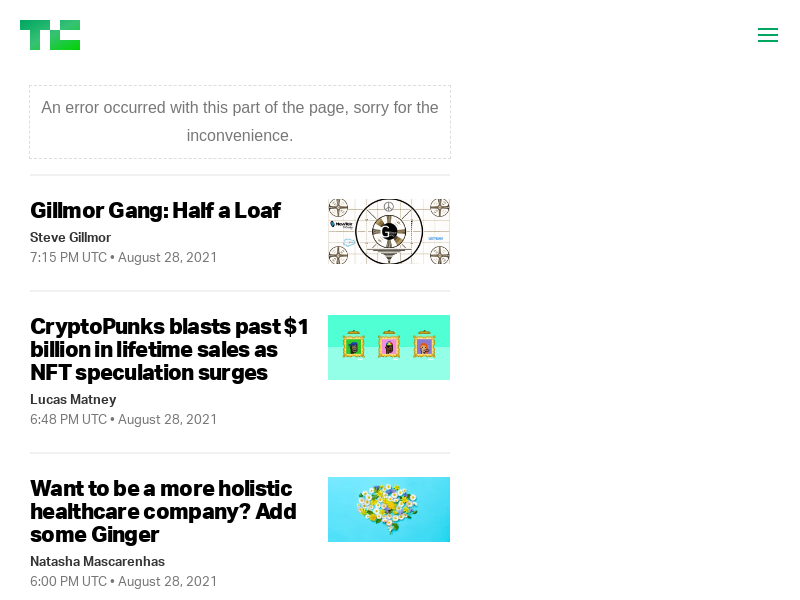 TC
An error occurred with this part of the page, sorry for the
inconvenience.
Gillmor Gang: Half a Loaf
Steve Gillmor
7:15 PM UTC • August 28, 2021
CryptoPunks blasts past $1
billion in lifetime sales as
NFT speculation surges
Lucas Matney
6:48 PM UTC • August 28, 2021
Want to be a more holistic
healthcare company? Add
some Ginger
Natasha Mascarenhas
6:00 PM UTC • August 28, 2021